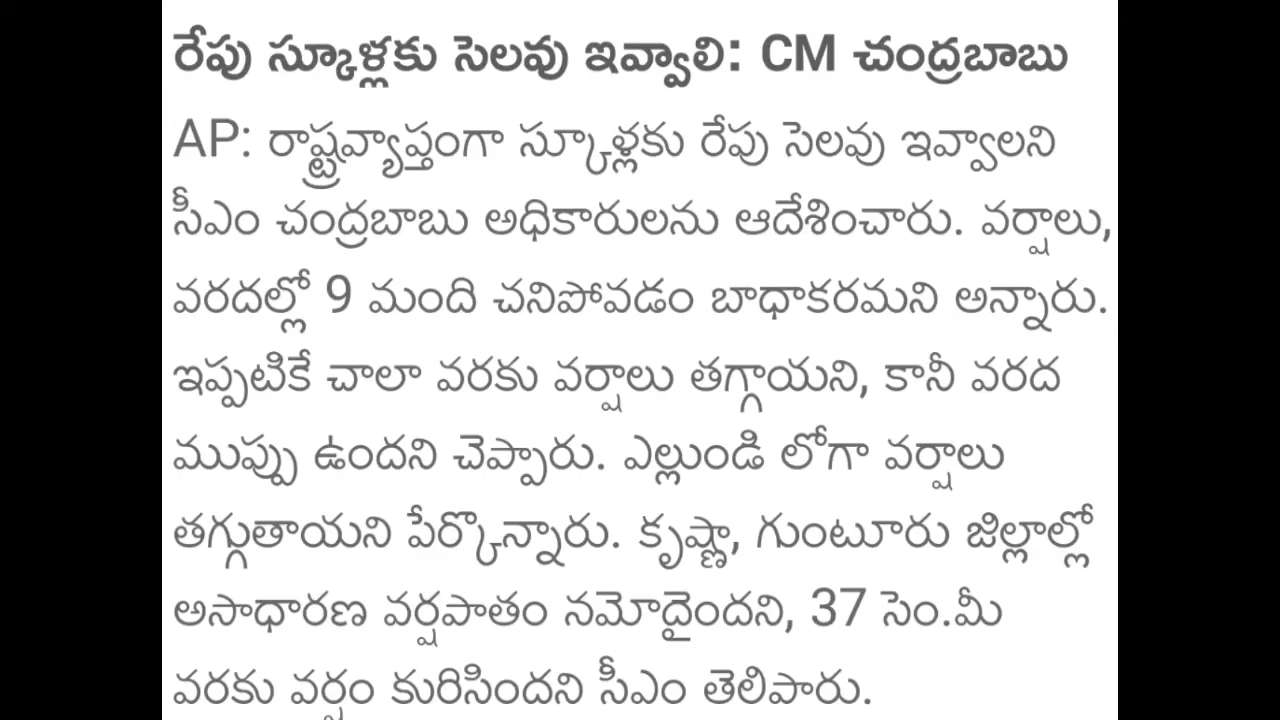 రేపు స్కూళ్లకు సెలవు ఇవ్వాలి: CM చంద్రబాబు
AP: రాష్ట్రవ్యాప్తంగా స్కూళ్లకు రేపు సెలవు ఇవ్వాలని
సీఎం చంద్రబాబు అధికారులను ఆదేశించారు. వర్షాలు,
వరదల్లో 9 మంది చనిపోవడం బాధాకరమని అన్నారు.
ఇప్పటికే చాలా వరకు వర్షాలు తగ్గాయని, కానీ వరద
ముప్పు ఉందని చెప్పారు. ఎల్లుండి లోగా వర్షాలు
తగ్గుతాయని పేర్కొన్నారు. కృష్ణా, గుంటూరు జిల్లాల్లో
అసాధారణ వర్షపాతం నమోదైందని, 37 సెం.మీ
వరకు వర్షం కురిసిందని సీఎం తెలిపారు.